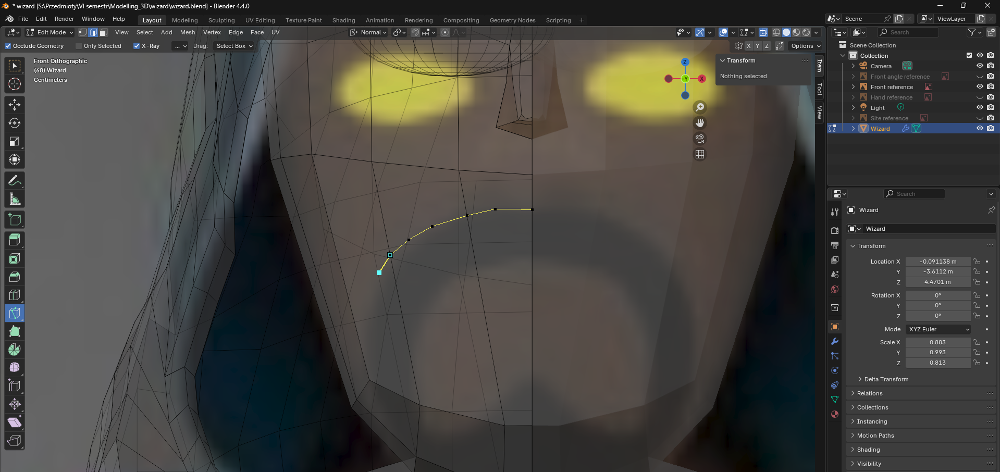 * wizard [S:\Przedmioty\VI semestr\Modelling_3D\wizard\wizard.blend] - Blender 4.4.0
File Edit Render Window Help Layout Modeling Sculpting UV Editing Texture Paint Shading Animation Rendering Compositing Geometry Nodes Scripting + Scene ViewLayer
Edit Mode View Select Add Mesh Vertex Edge Face UV Normal Search
Occlude Geometry Only Selected X-Ray ... Drag: Select Box X Y Z Options
Scene Collection
Collection
Camera
Front angle reference
Front reference
Hand reference
Light
Site reference
Wizard
Front Orthographic
(60) Wizard
Centimeters
Z
-Y
X
Transform
Nothing selected
Item
Tool
View
Search
Wizard
Wizard
Transform
Location X -0.091138 m
Y -3.6112 m
Z 4.4701 m
Rotation X 0°
Y 0°
Z 0°
Mode XYZ Euler
Scale X 0.883
Y 0.993
Z 0.813
Delta Transform
Relations
Collections
Instancing
Motion Paths
Shading
Visibility